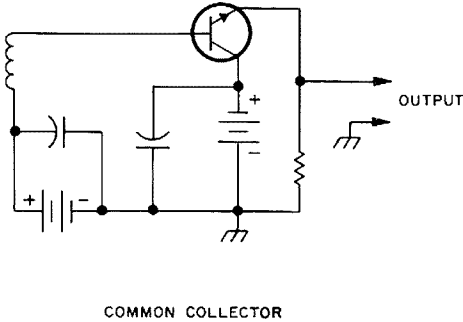 +
OUTPUT
-
+ -
COMMON COLLECTOR